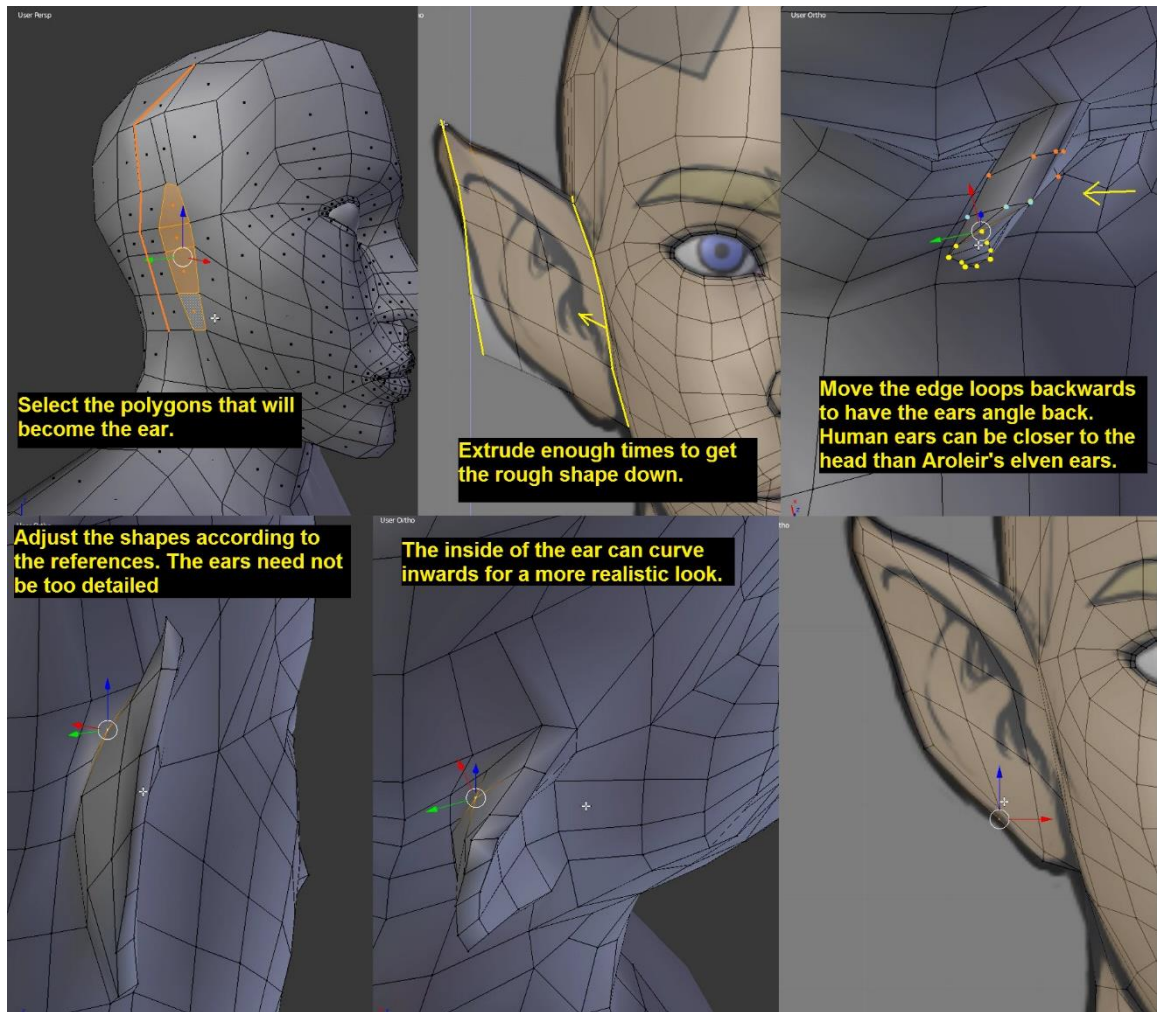 User Persp
ho
User Ortho
Select the polygons that will
become the ear.
Extrude enough times to get
the rough shape down.
Move the edge loops backwards
to have the ears angle back.
Human ears can be closer to the
head than Aroleir's elven ears.
Adjust the shapes according to
the references. The ears need not
be too detailed
User Ortho
The inside of the ear can curve
inwards for a more realistic look.
tho